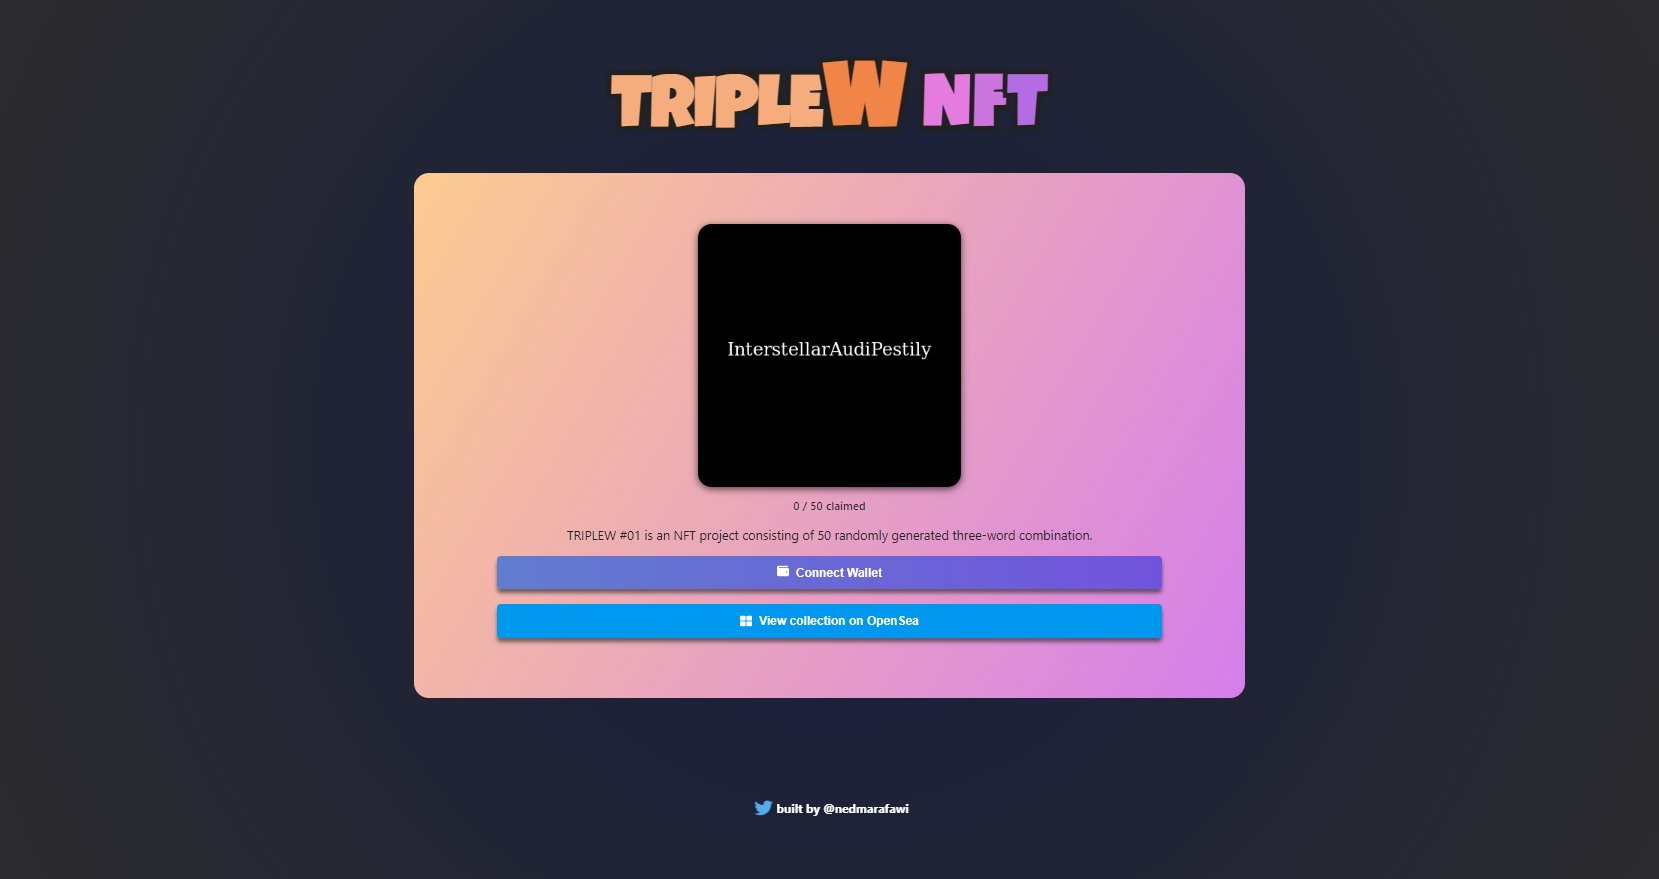 TRIPLEW NFT
InterstellarAudiPestily
0 / 50 claimed
TRIPLEW #01 is an NFT project consisting of 50 randomly generated three-word combination.
Connect Wallet
View collection on OpenSea
built by @nedmarafawi